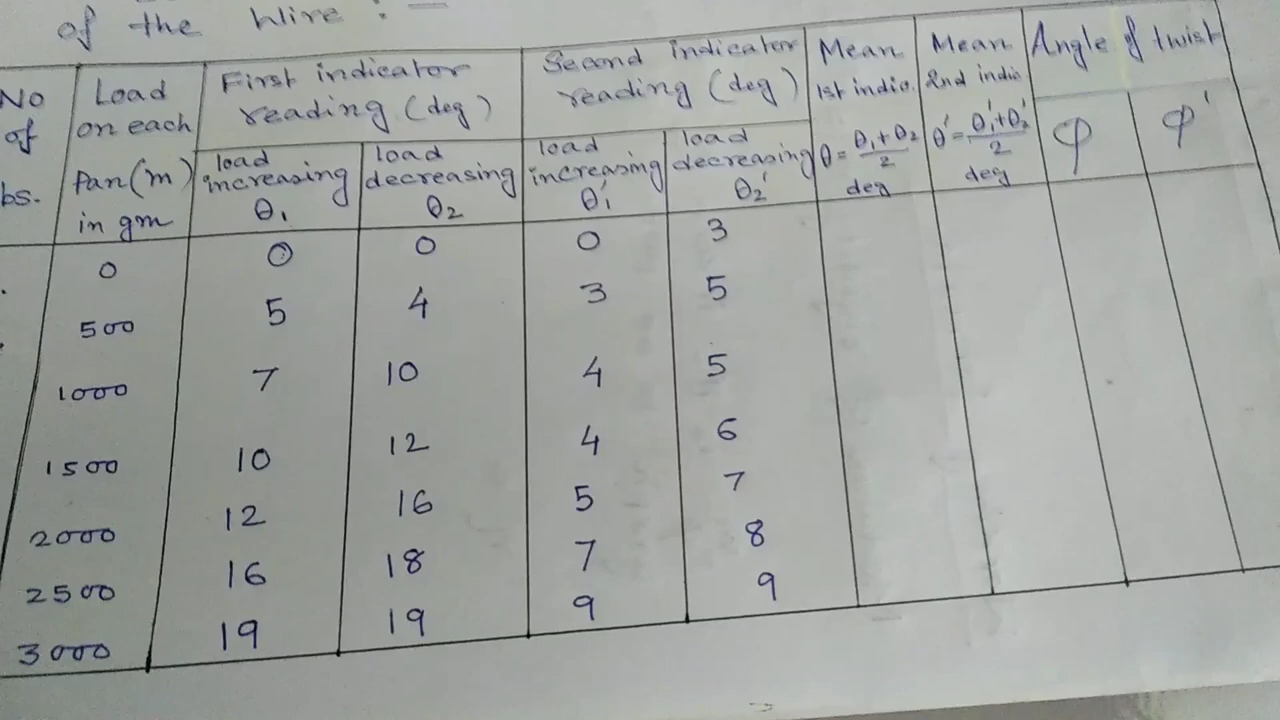 of the Wire : -
No of bs. | Load on each Pan (m) in gm | First indicator reading (deg) | Second indicator reading (deg) | Mean 1st indic. θ = θ₁+θ₂/2 deg | Mean 2nd indic θ' = θ₁'+θ₂'/2 deg | Angle of twist
load increasing θ₁ | load decreasing θ₂ | load increasing θ₁' | load decreasing θ₂' | φ | φ'
0 | 0 | 0 | 0 | 3
500 | 5 | 4 | 3 | 5
1000 | 7 | 10 | 4 | 5
1500 | 10 | 12 | 4 | 6
2000 | 12 | 16 | 5 | 7
2500 | 16 | 18 | 7 | 8
3000 | 19 | 19 | 9 | 9